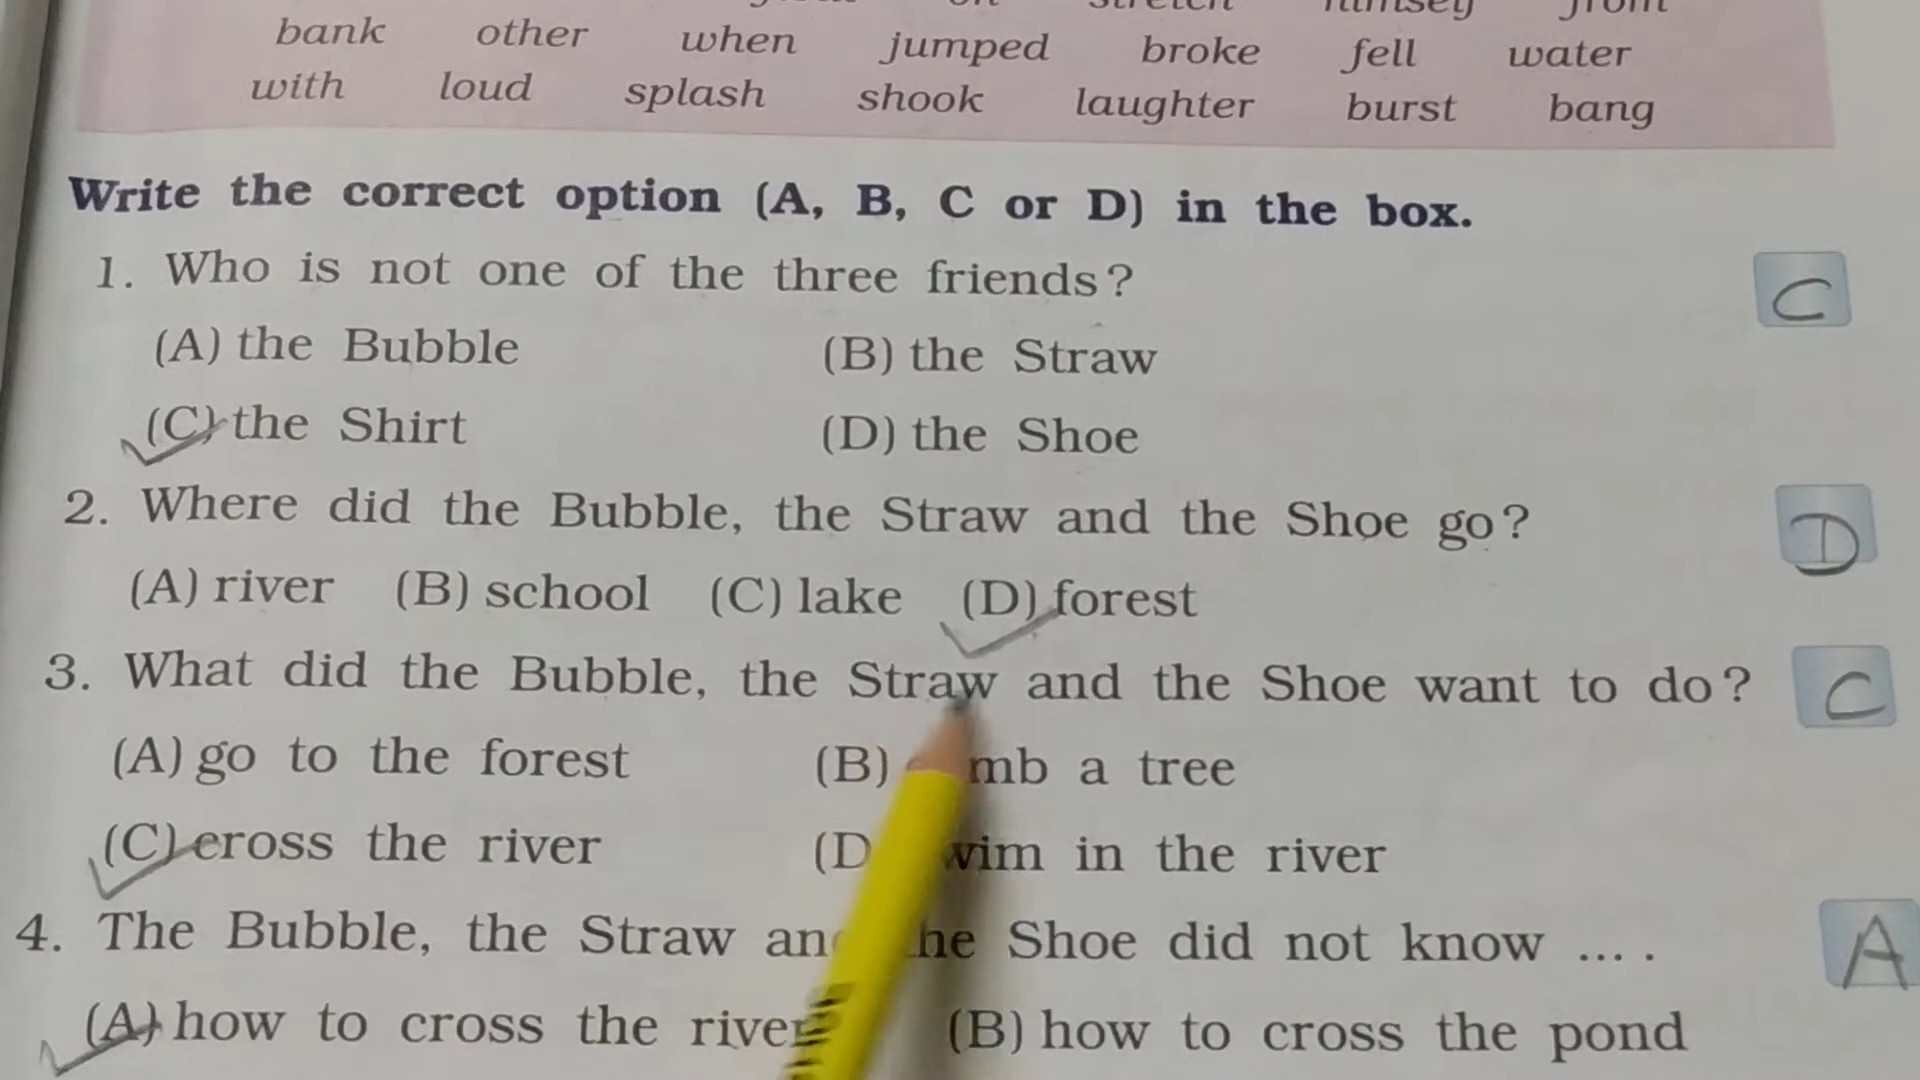 bank other when jumped broke fell water
with loud splash shook laughter burst bang
Write the correct option (A, B, C or D) in the box.
1. Who is not one of the three friends? C
(A) the Bubble (B) the Straw
(C) the Shirt (D) the Shoe
2. Where did the Bubble, the Straw and the Shoe go? D
(A) river (B) school (C) lake (D) forest
3. What did the Bubble, the Straw and the Shoe want to do? C
(A) go to the forest (B) a tree
(C) cross the river (D in the river
4. The Bubble, the Straw Shoe did not know ... . A
(A) how to cross the river (B) how to cross the pond